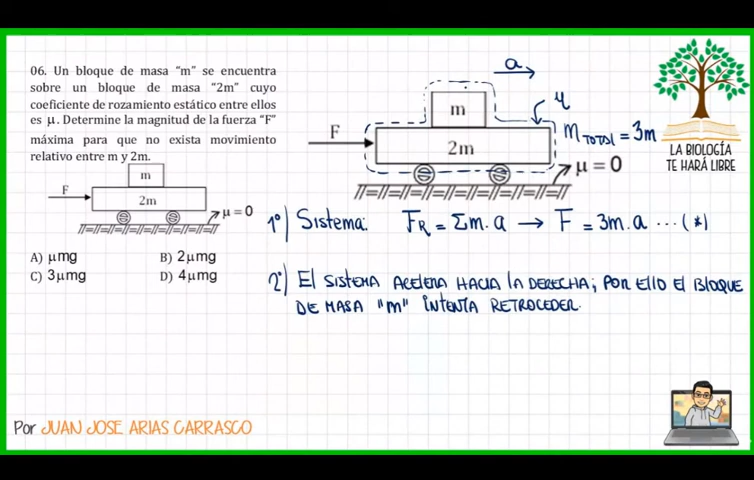 06. Un bloque de masa "m" se encuentra
sobre un bloque de masa "2m" cuyo
coeficiente de rozamiento estático entre ellos
es μ. Determine la magnitud de la fuerza "F"
máxima para que no exista movimiento
relativo entre m y 2m.
m
F
2m
μ = 0
A) μmg
B) 2μmg
C) 3μmg
D) 4μmg
a
m
F
2m
m TOTAL = 3m
μ = 0
LA BIOLOGÍA
TE HARÁ LIBRE
1°) SISTEMA: FR = Σm.a → F = 3m.a ...(*)
2°) EL SISTEMA ACELERA HACIA LA DERECHA; POR ELLO EL BLOQUE
DE MASA "m" INTENTA RETROCEDER.
Por JUAN JOSE ARIAS CARRASCO